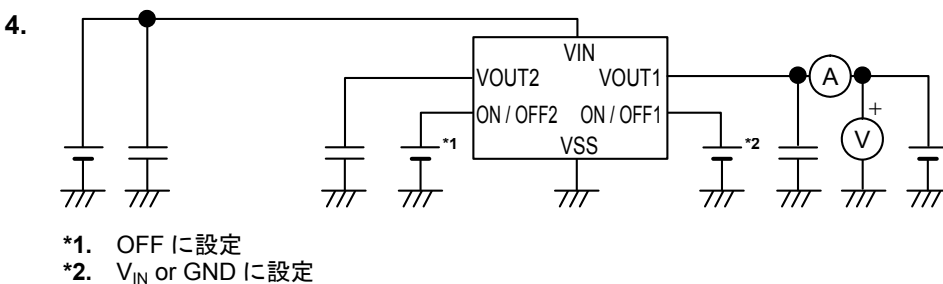 4.
VIN
VOUT2 VOUT1
A
ON / OFF2 ON / OFF1
*1 *2
+
V
VSS
*1. OFF に設定
*2. VIN or GND に設定